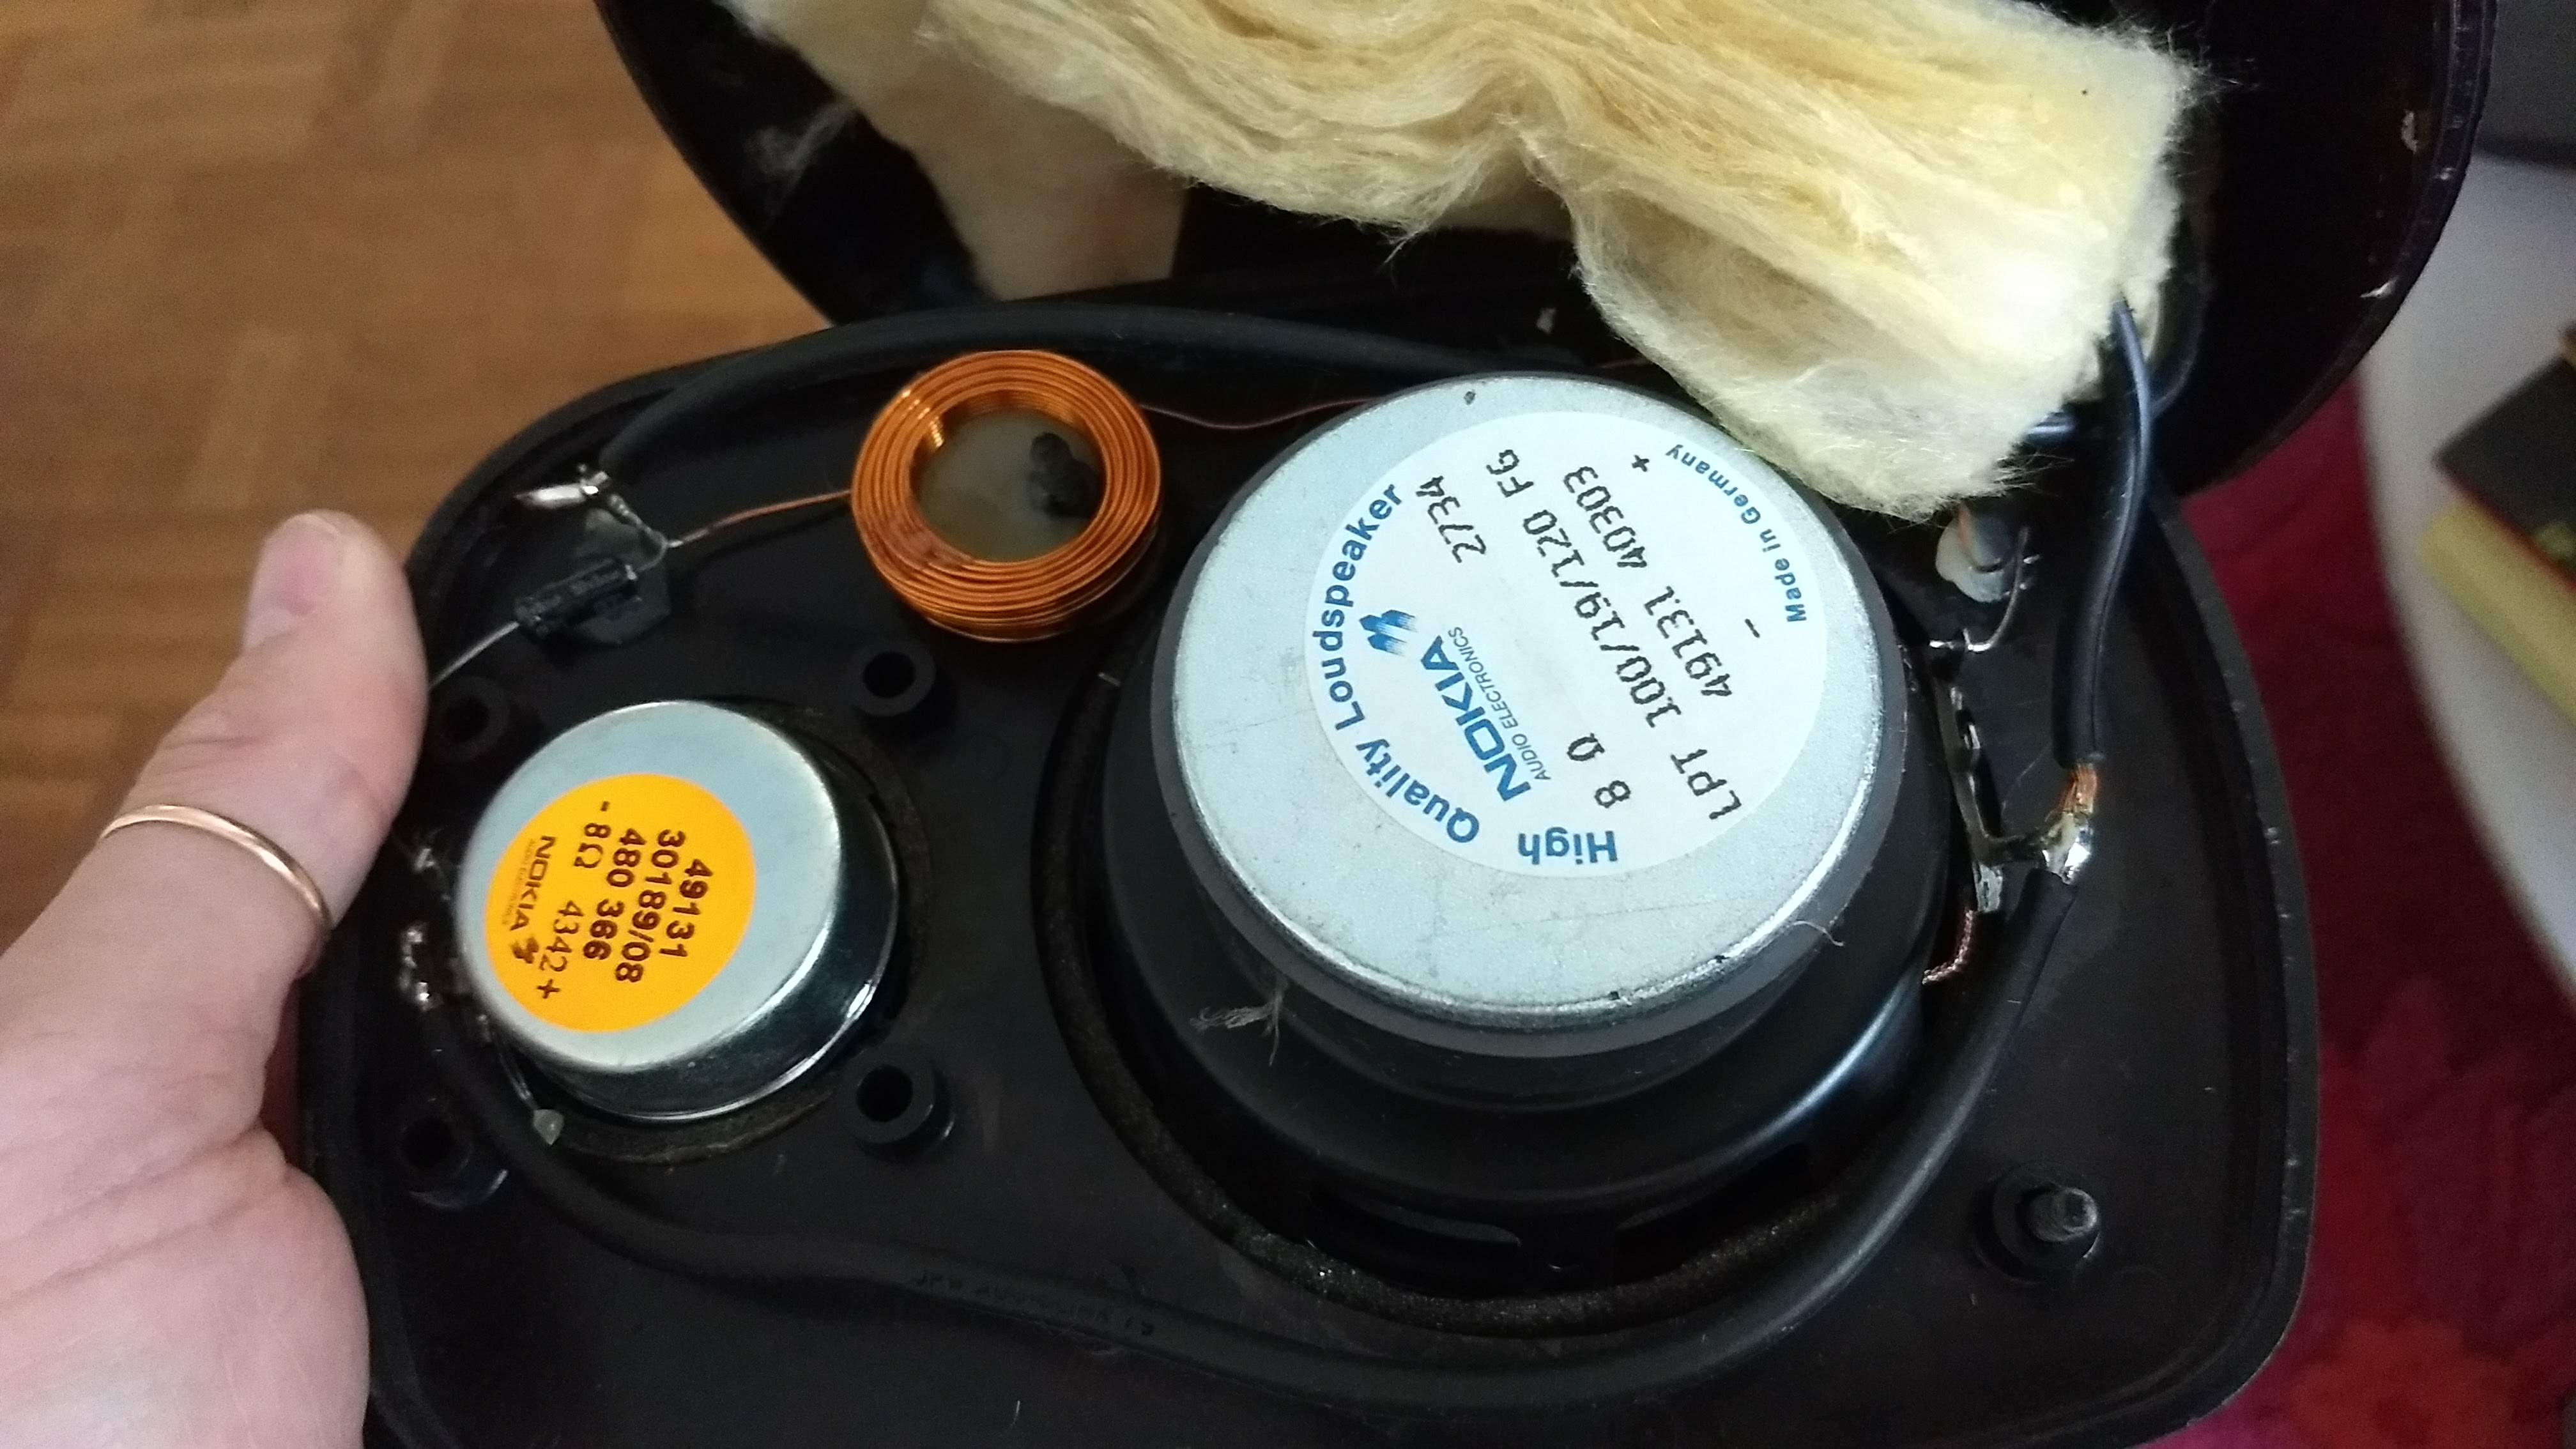 High Quality Loudspeaker
NOKIA
AUDIO ELECTRONICS
2734
8 Ω
LPT 100/19/120 FG
49131 40303
- +
Made in Germany
49131
30189/08
480 366
- 8Ω 4342 +
NOKIA